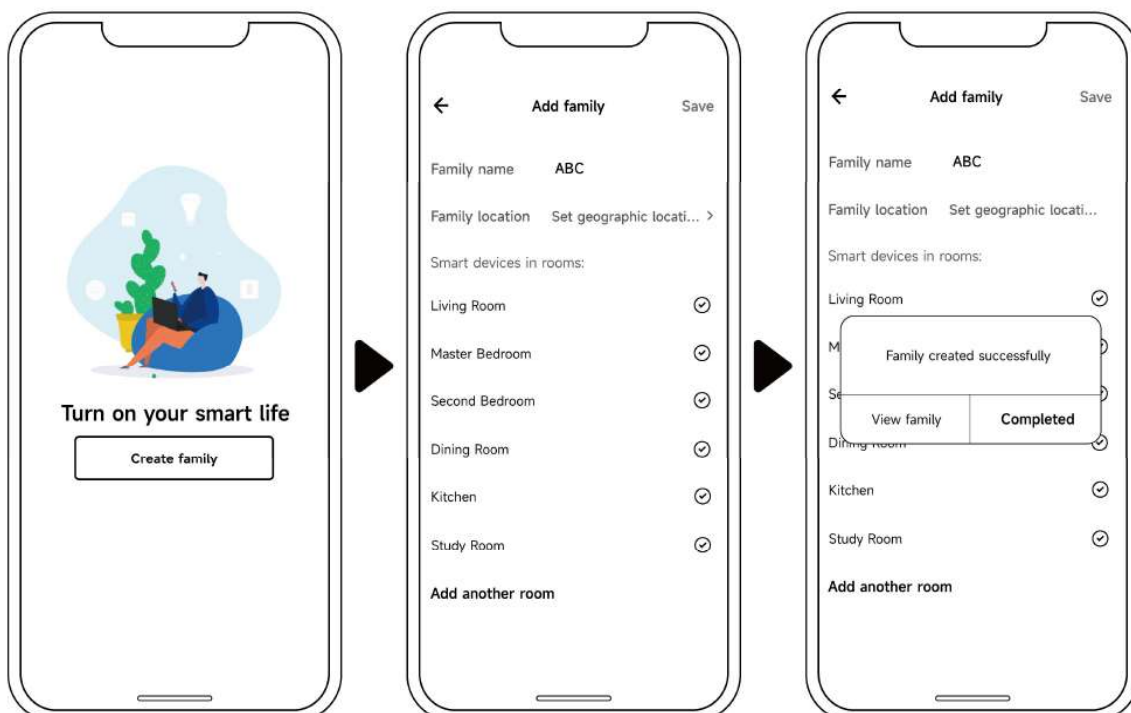 Turn on your smart life
Create family
Add family Save
Family name ABC
Family location Set geographic locati... >
Smart devices in rooms:
Living Room
Master Bedroom
Second Bedroom
Dining Room
Kitchen
Study Room
Add another room
Add family Save
Family name ABC
Family location Set geographic locati...
Smart devices in rooms:
Living Room
M
Family created successfully
Se
View family Completed
Dining Room
Kitchen
Study Room
Add another room